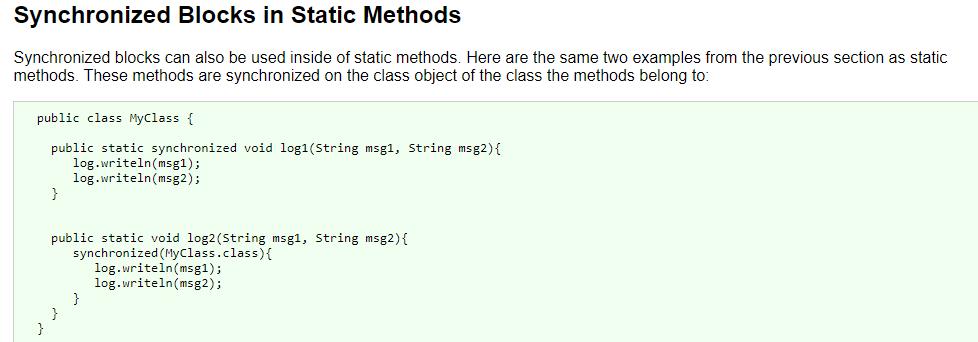 Synchronized Blocks in Static Methods
Synchronized blocks can also be used inside of static methods. Here are the same two examples from the previous section as static
methods. These methods are synchronized on the class object of the class the methods belong to:
public class MyClass {
public static synchronized void log1(String msg1, String msg2){
log.writeln(msg1);
log.writeln(msg2);
}
public static void log2(String msg1, String msg2){
synchronized(MyClass.class){
log.writeln(msg1);
log.writeln(msg2);
}
}
}